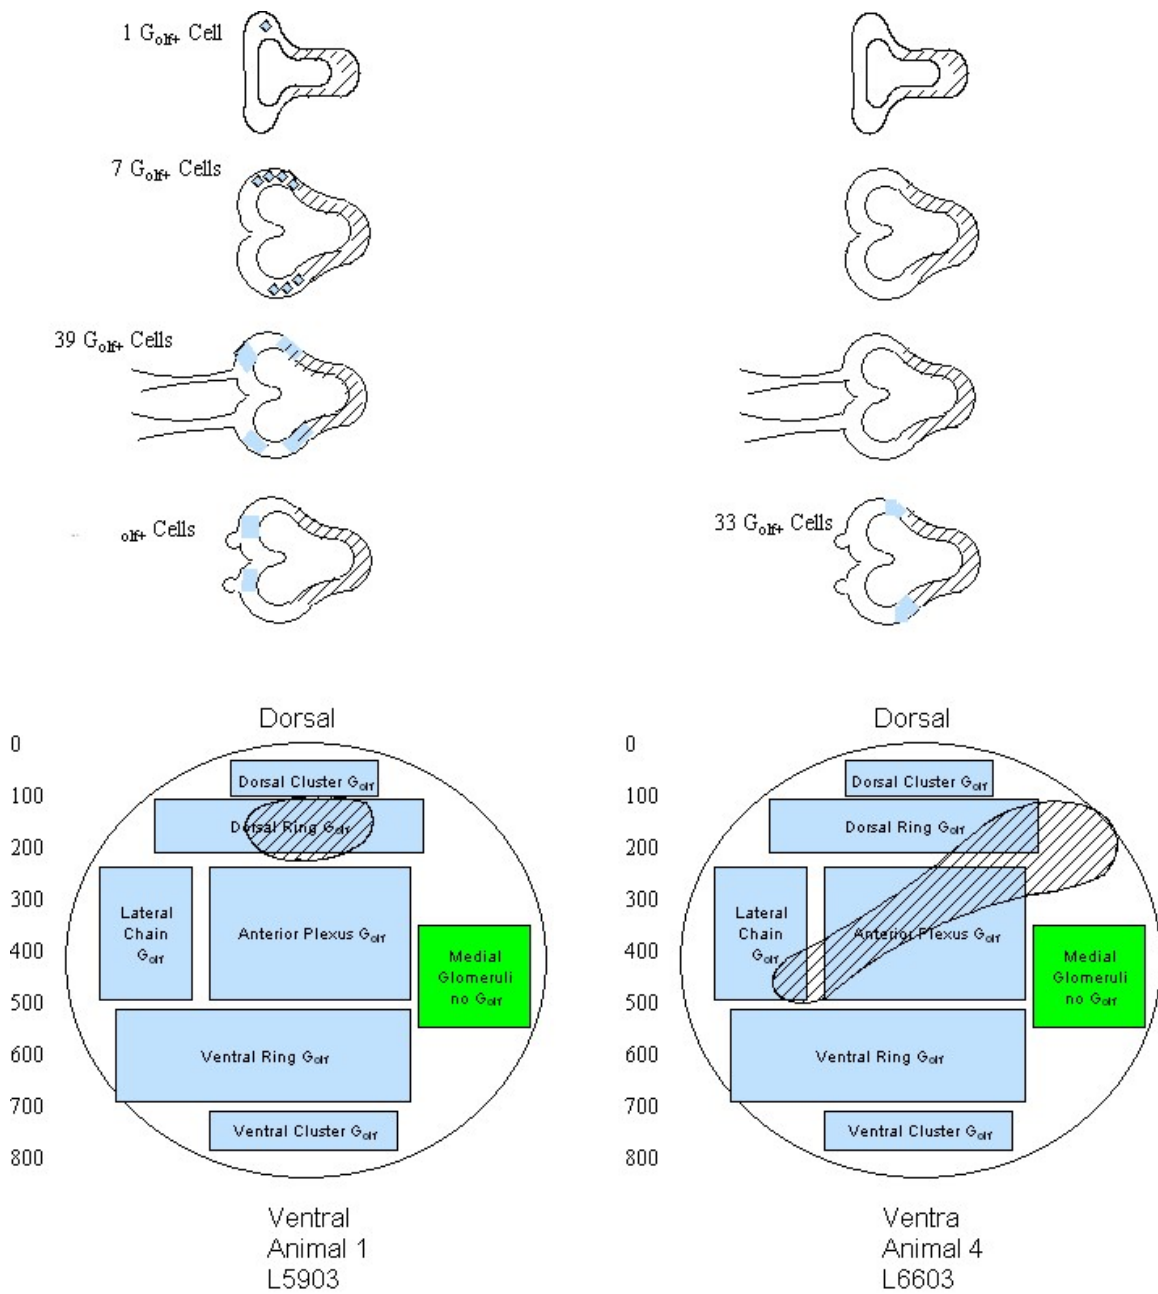 1 Golf+ Cell
7 Golf+ Cells
39 Golf+ Cells
olf+ Cells
33 Golf+ Cells
Dorsal
0
100
200
300
400
500
600
700
800
Dorsal Cluster Golf
Dorsal Ring Golf
Lateral
Chain
Golf
Anterior Plexus Golf
Medial
Glomeruli
no Golf
Ventral Ring Golf
Ventral Cluster Golf
Ventral
Animal 1
L5903
Dorsal
0
100
200
300
400
500
600
700
800
Dorsal Cluster Golf
Dorsal Ring Golf
Lateral
Chain
Golf
Anterior Plexus Golf
Medial
Glomeruli
no Golf
Ventral Ring Golf
Ventral Cluster Golf
Ventra
Animal 4
L6603